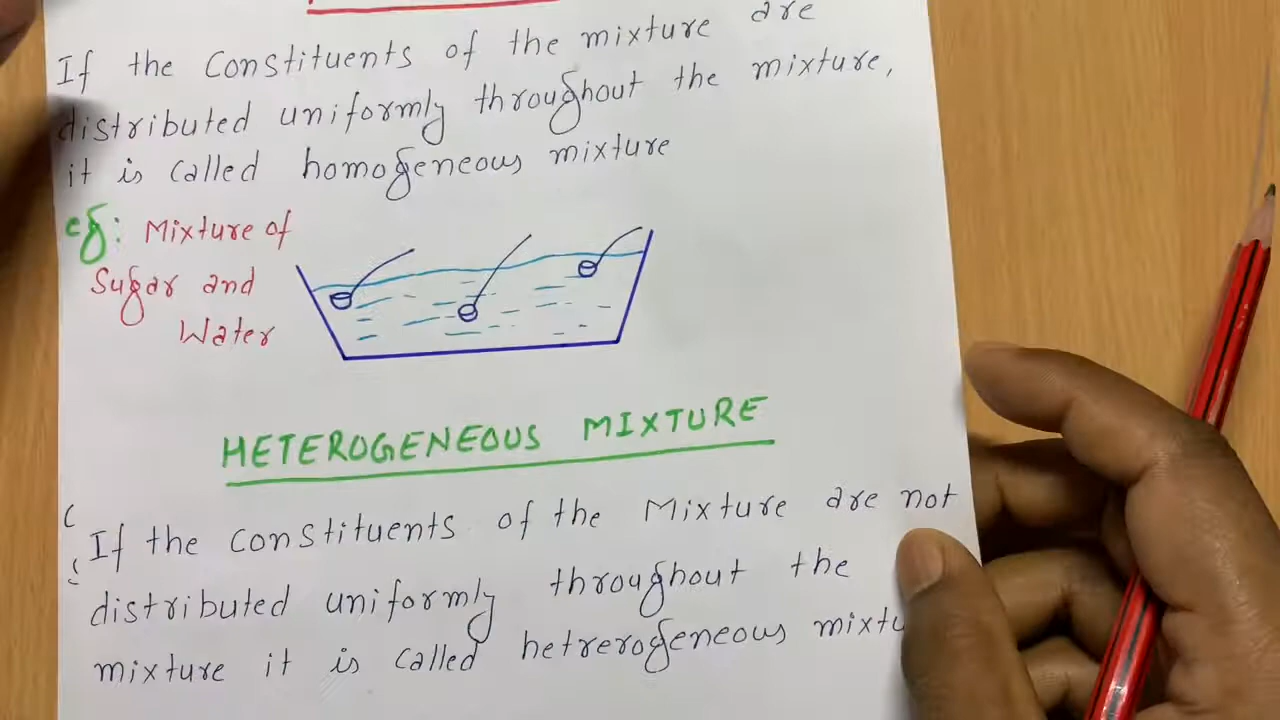 If the Constituents of the mixture are
distributed uniformly throughout the mixture,
it is called homogeneous mixture
eg: Mixture of
Sugar and
Water
HETEROGENEOUS MIXTURE
If the constituents of the Mixture are not
distributed uniformly throughout the
mixture it is called hetrerogeneous mixtu